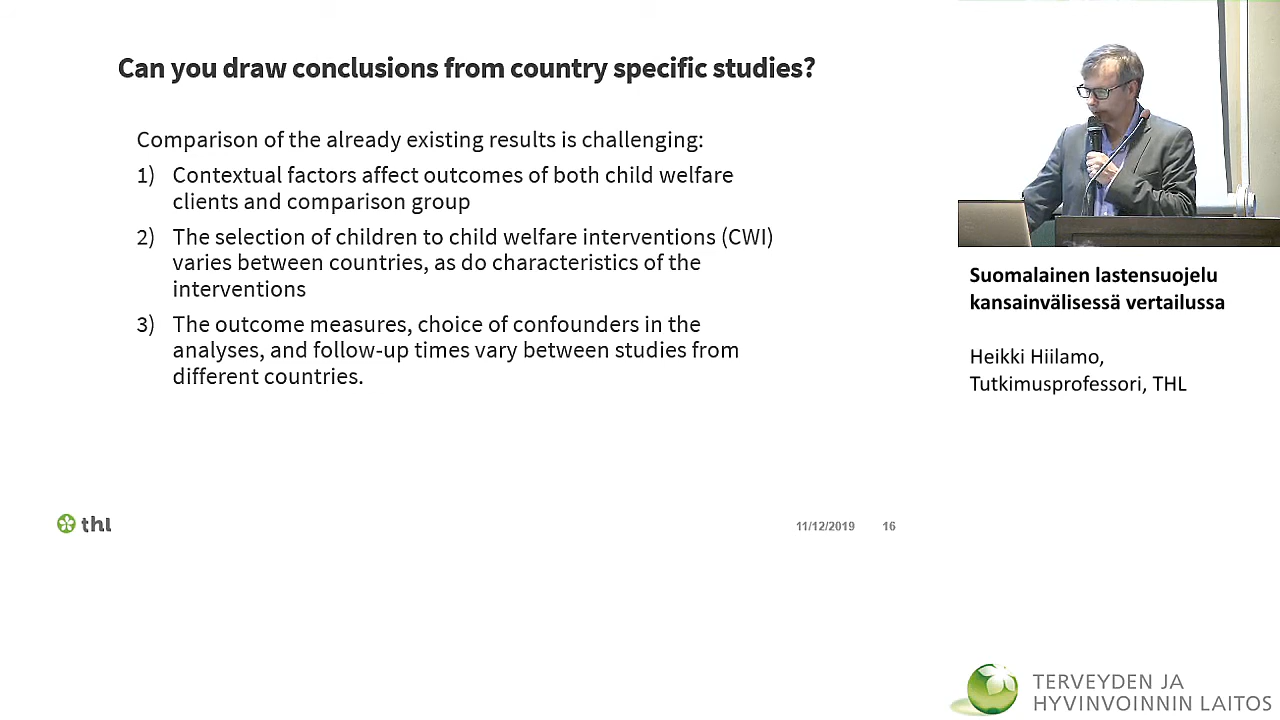 Can you draw conclusions from country specific studies?
Comparison of the already existing results is challenging:
1) Contextual factors affect outcomes of both child welfare
clients and comparison group
2) The selection of children to child welfare interventions (CWI)
varies between countries, as do characteristics of the
interventions
3) The outcome measures, choice of confounders in the
analyses, and follow-up times vary between studies from
different countries.
thl
11/12/2019 16
Suomalainen lastensuojelu
kansainvälisessä vertailussa
Heikki Hiilamo,
Tutkimusprofessori, THL
TERVEYDEN JA
HYVINVOINNIN LAITOS